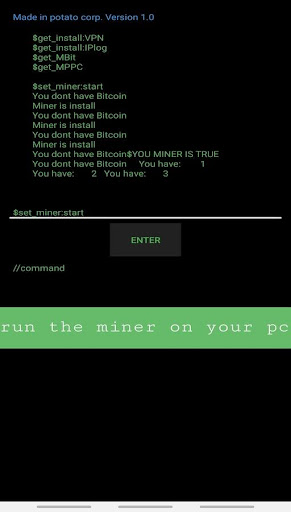 Made in potato corp. Version 1.0
$get_install:VPN
$get_install:IPlog
$get_MBit
$get_MPPC
$set_miner:start
You dont have Bitcoin
Miner is install
You dont have Bitcoin
Miner is install
You dont have Bitcoin
Miner is install
You dont have Bitcoin$YOU MINER IS TRUE
You dont have Bitcoin You have: 1
You have: 2 You have: 3
$set_miner:start
ENTER
//command
run the miner on your pc